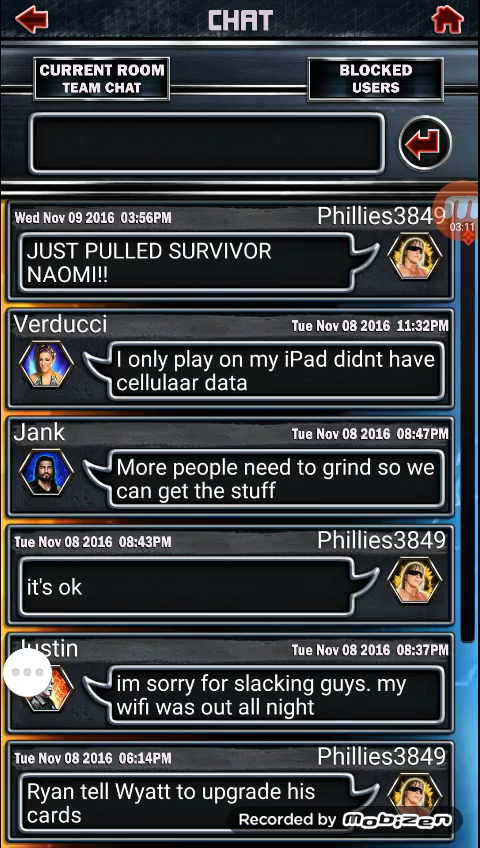 CHAT
CURRENT ROOM
TEAM CHAT
BLOCKED
USERS
Wed Nov 09 2016 03:56PM
Phillies3849
03:11
JUST PULLED SURVIVOR
NAOMI!!
Verducci
Tue Nov 08 2016 11:32PM
I only play on my iPad didnt have
cellulaar data
Jank
Tue Nov 08 2016 08:47PM
More people need to grind so we
can get the stuff
Tue Nov 08 2016 08:43PM
Phillies3849
it's ok
Justin
Tue Nov 08 2016 08:37PM
im sorry for slacking guys. my
wifi was out all night
Tue Nov 08 2016 06:14PM
Phillies3849
Ryan tell Wyatt to upgrade his
cards
Recorded by Mobizen